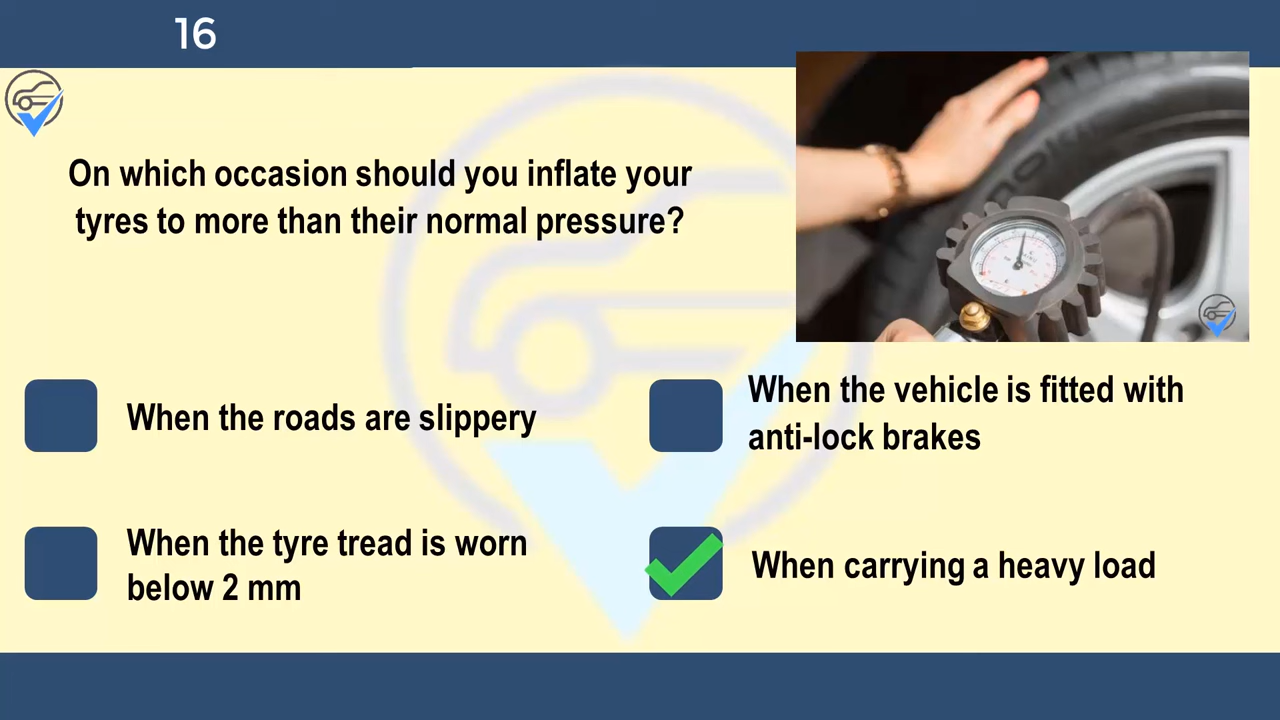 16
On which occasion should you inflate your
tyres to more than their normal pressure?
When the roads are slippery
When the vehicle is fitted with
anti-lock brakes
When the tyre tread is worn
below 2 mm
When carrying a heavy load